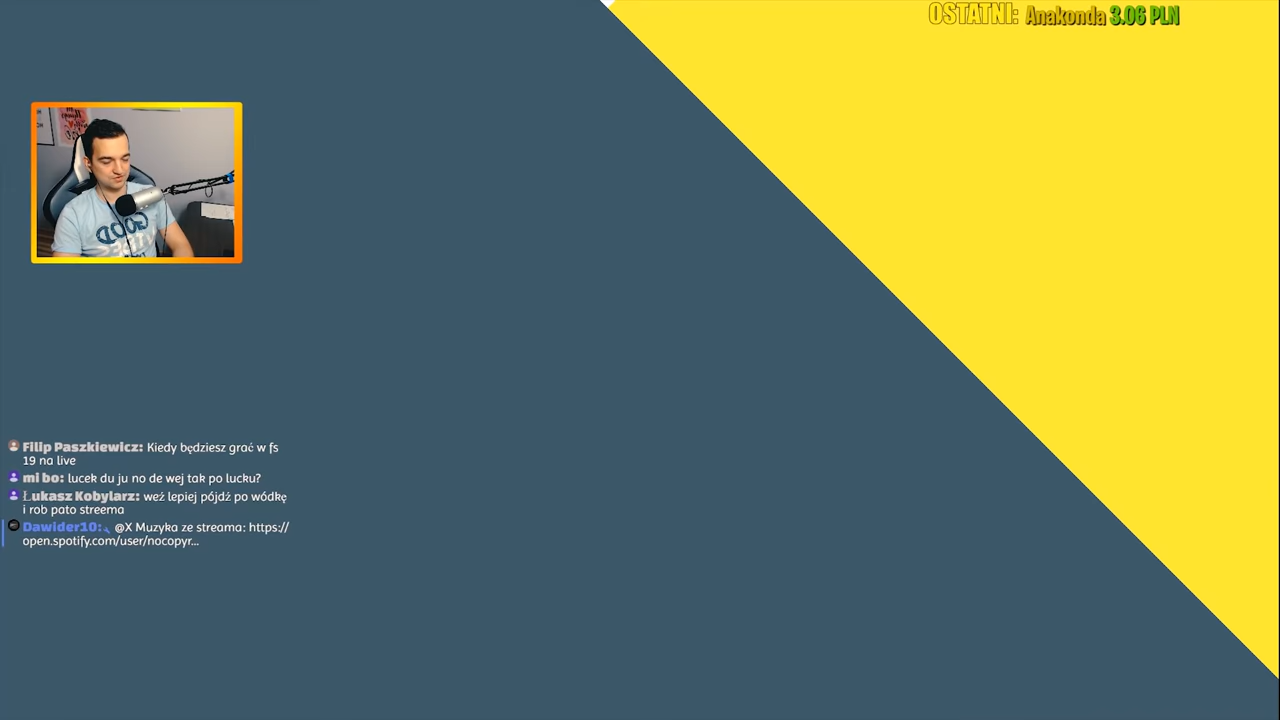 OSTATNI: Anakonda 3.06 PLN
GOOD
Filip Paszkiewicz: Kiedy będziesz grać w fs
19 na live
mi bo: lucek du ju no de wej tak po lucku?
Łukasz Kobylarz: weź lepiej pójdź po wódkę
i rob pato streema
Dawider10: @X Muzyka ze streama: https://
open.spotify.com/user/nocopyr...